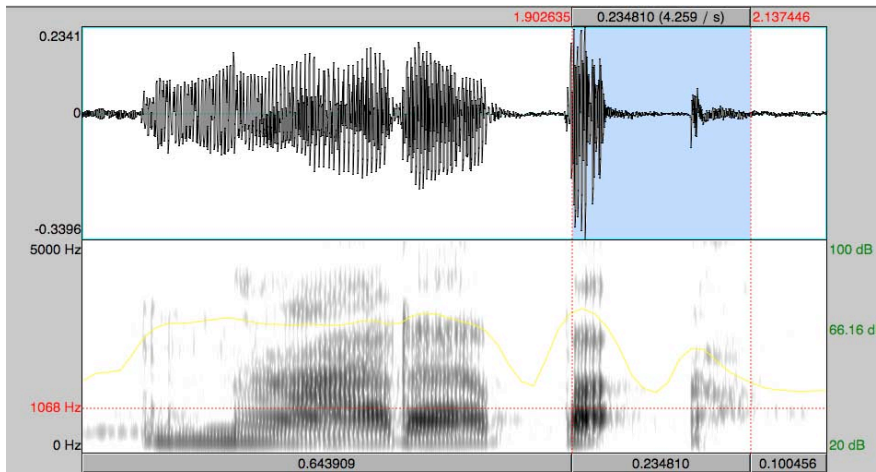 1.902635 0.234810 (4.259 / s) 2.137446
0.2341
0
-0.3396
5000 Hz 100 dB
66.16 d
1068 Hz
0 Hz 20 dB
0.643909 0.234810 0.100456